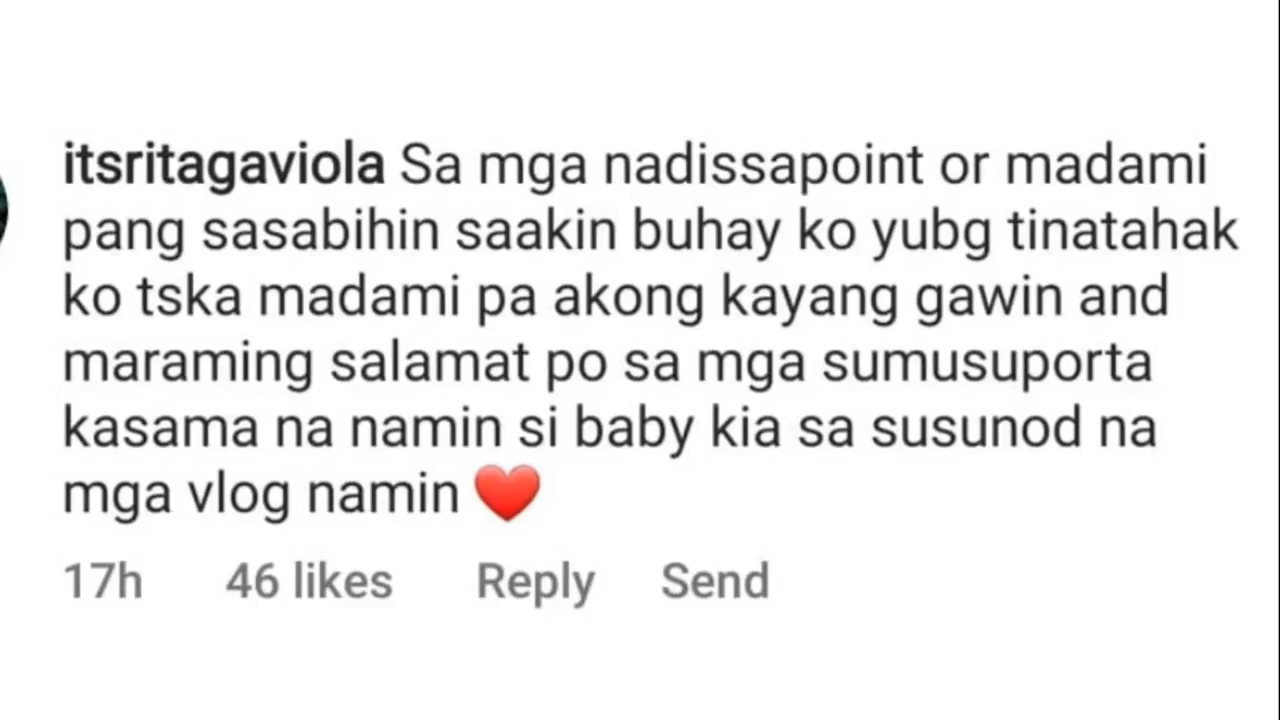 itsritagaviola Sa mga nadissapoint or madami
pang sasabihin saakin buhay ko yubg tinatahak
ko tska madami pa akong kayang gawin and
maraming salamat po sa mga sumusuporta
kasama na namin si baby kia sa susunod na
mga vlog namin ❤️
17h 46 likes Reply Send